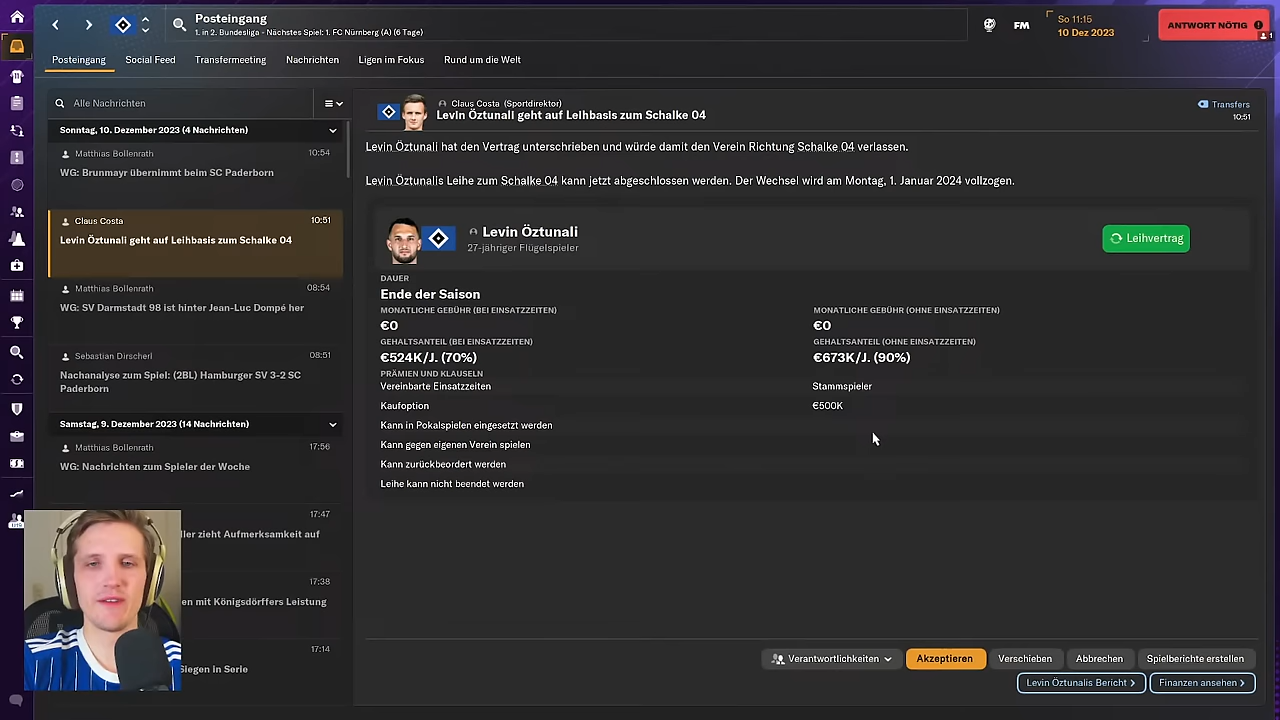 Posteingang
1. in 2. Bundesliga - Nächstes Spiel: 1. FC Nürnberg (A) (6 Tage)
FM
So 11:15
10 Dez 2023
ANTWORT NÖTIG
1
Posteingang
Social Feed
Transfermeeting
Nachrichten
Ligen im Fokus
Rund um die Welt
Alle Nachrichten
Sonntag, 10. Dezember 2023 (4 Nachrichten)
Matthias Bollenrath
10:54
WG: Brunmayr übernimmt beim SC Paderborn
Claus Costa
10:51
Levin Öztunali geht auf Leihbasis zum Schalke 04
Matthias Bollenrath
08:54
WG: SV Darmstadt 98 ist hinter Jean-Luc Dompé her
Sebastian Dirscherl
08:51
Nachanalyse zum Spiel: (2BL) Hamburger SV 3-2 SC
Paderborn
Samstag, 9. Dezember 2023 (14 Nachrichten)
Matthias Bollenrath
17:56
WG: Nachrichten zum Spieler der Woche
17:47
ler zieht Aufmerksamkeit auf
17:38
en mit Königsdörffers Leistung
17:14
Siegen in Serie
Claus Costa (Sportdirektor)
Levin Öztunali geht auf Leihbasis zum Schalke 04
Transfers
10:51
Levin Öztunali hat den Vertrag unterschrieben und würde damit den Verein Richtung Schalke 04 verlassen.
Levin Öztunalis Leihe zum Schalke 04 kann jetzt abgeschlossen werden. Der Wechsel wird am Montag, 1. Januar 2024 vollzogen.
Levin Öztunali
27-jähriger Flügelspieler
Leihvertrag
DAUER
Ende der Saison
MONATLICHE GEBÜHR (BEI EINSATZZEITEN)
€0
MONATLICHE GEBÜHR (OHNE EINSATZZEITEN)
€0
GEHALTSANTEIL (BEI EINSATZZEITEN)
€524K/J. (70%)
GEHALTSANTEIL (OHNE EINSATZZEITEN)
€673K/J. (90%)
PRÄMIEN UND KLAUSELN
Vereinbarte Einsatzzeiten
Stammspieler
Kaufoption
€500K
Kann in Pokalspielen eingesetzt werden
Kann gegen eigenen Verein spielen
Kann zurückbeordert werden
Leihe kann nicht beendet werden
Verantwortlichkeiten
Akzeptieren
Verschieben
Abbrechen
Spielberichte erstellen
Levin Öztunalis Bericht
Finanzen ansehen